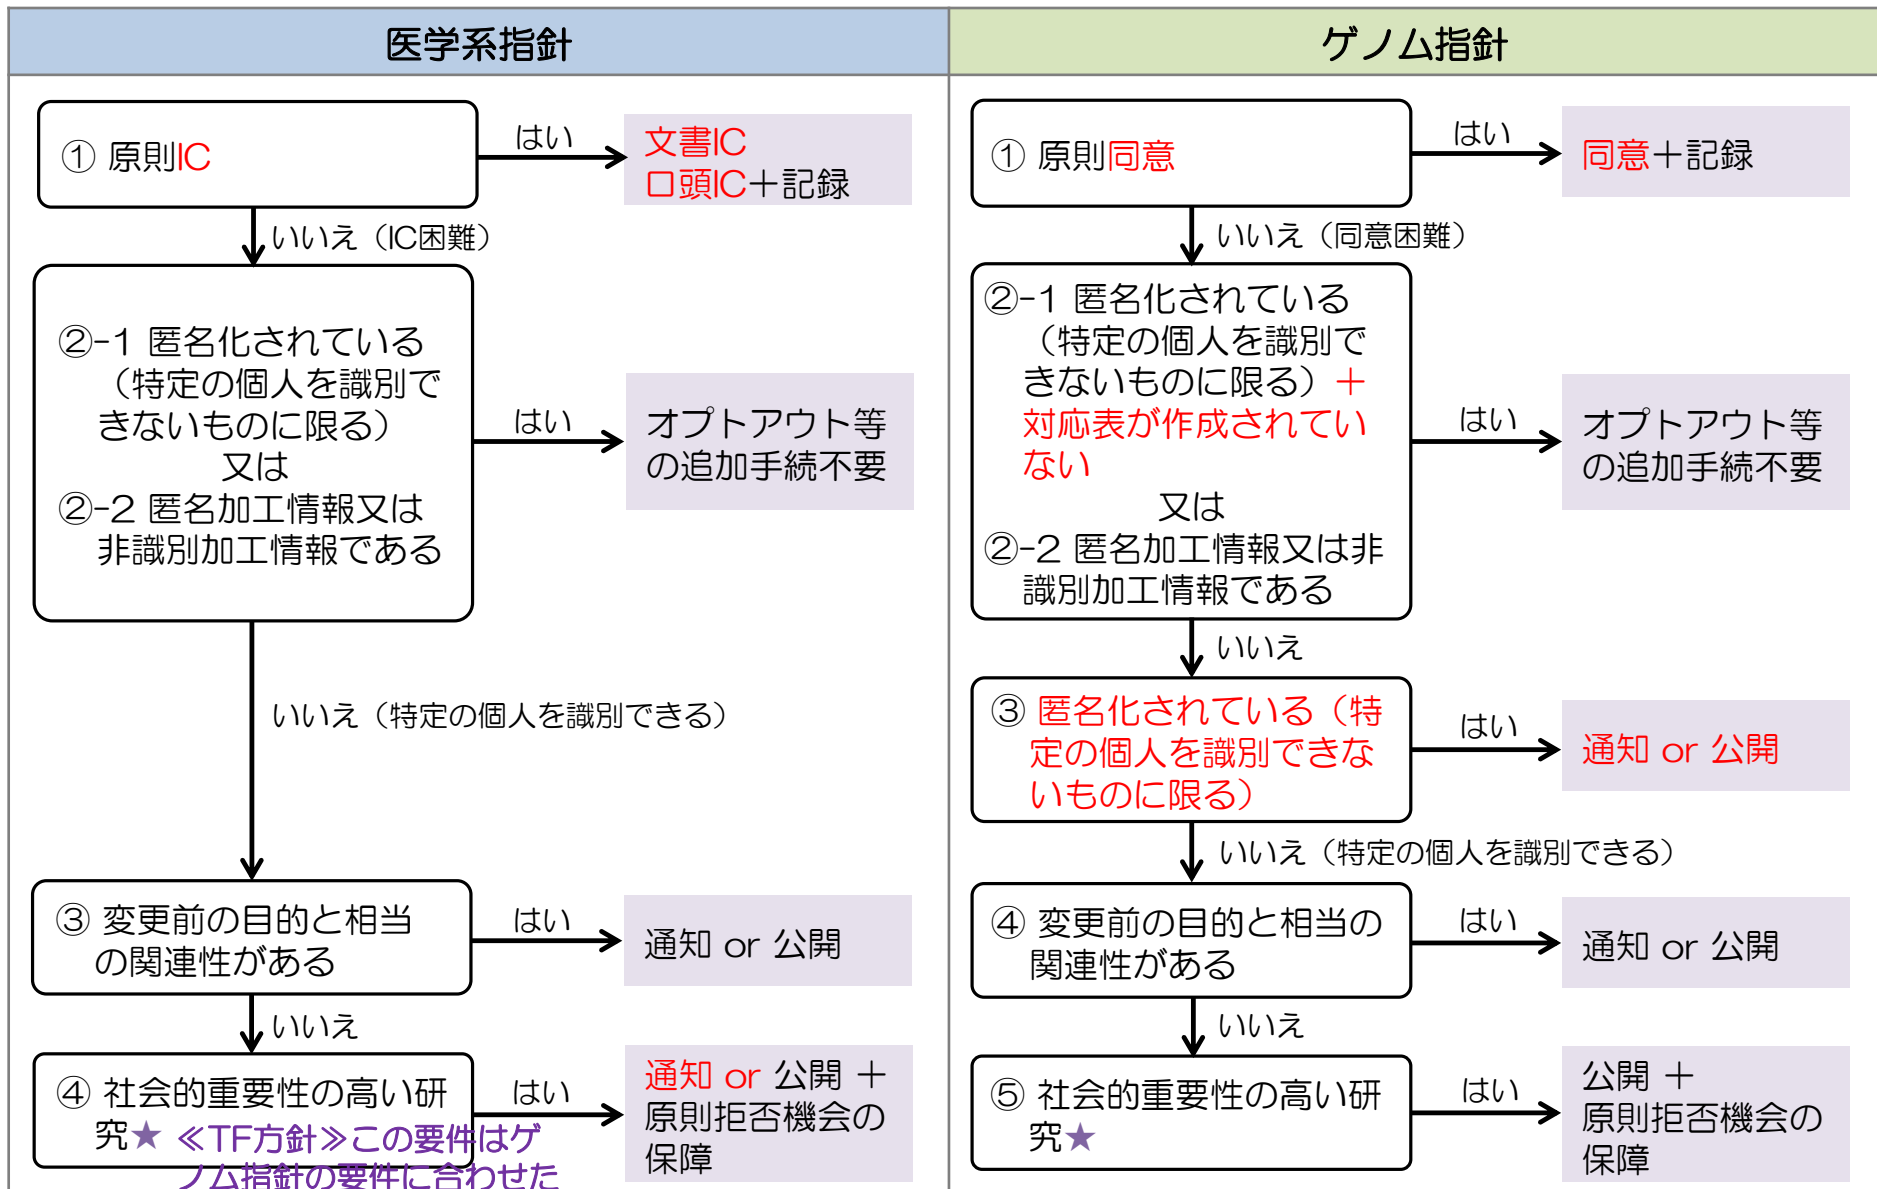 医学系指針
① 原則IC
はい
文書IC
口頭IC＋記録
いいえ（IC困難）
②-1 匿名化されている
（特定の個人を識別で
きないものに限る）
又は
②-2 匿名加工情報又は
非識別加工情報である
はい
オプトアウト等
の追加手続不要
いいえ（特定の個人を識別できる）
③ 変更前の目的と相当
の関連性がある
はい
通知 or 公開
いいえ
④ 社会的重要性の高い研
究★
≪TF方針≫この要件はゲ
ノム指針の要件に合わせた
はい
通知 or 公開 ＋
原則拒否機会の
保障
ゲノム指針
① 原則同意
はい
同意＋記録
いいえ（同意困難）
②-1 匿名化されている
（特定の個人を識別で
きないものに限る）＋
対応表が作成されてい
ない
又は
②-2 匿名加工情報又は非
識別加工情報である
はい
オプトアウト等
の追加手続不要
いいえ
③ 匿名化されている（特
定の個人を識別できな
いものに限る）
はい
通知 or 公開
いいえ（特定の個人を識別できる）
④ 変更前の目的と相当の
関連性がある
はい
通知 or 公開
いいえ
⑤ 社会的重要性の高い研
究★
はい
公開 ＋
原則拒否機会の
保障